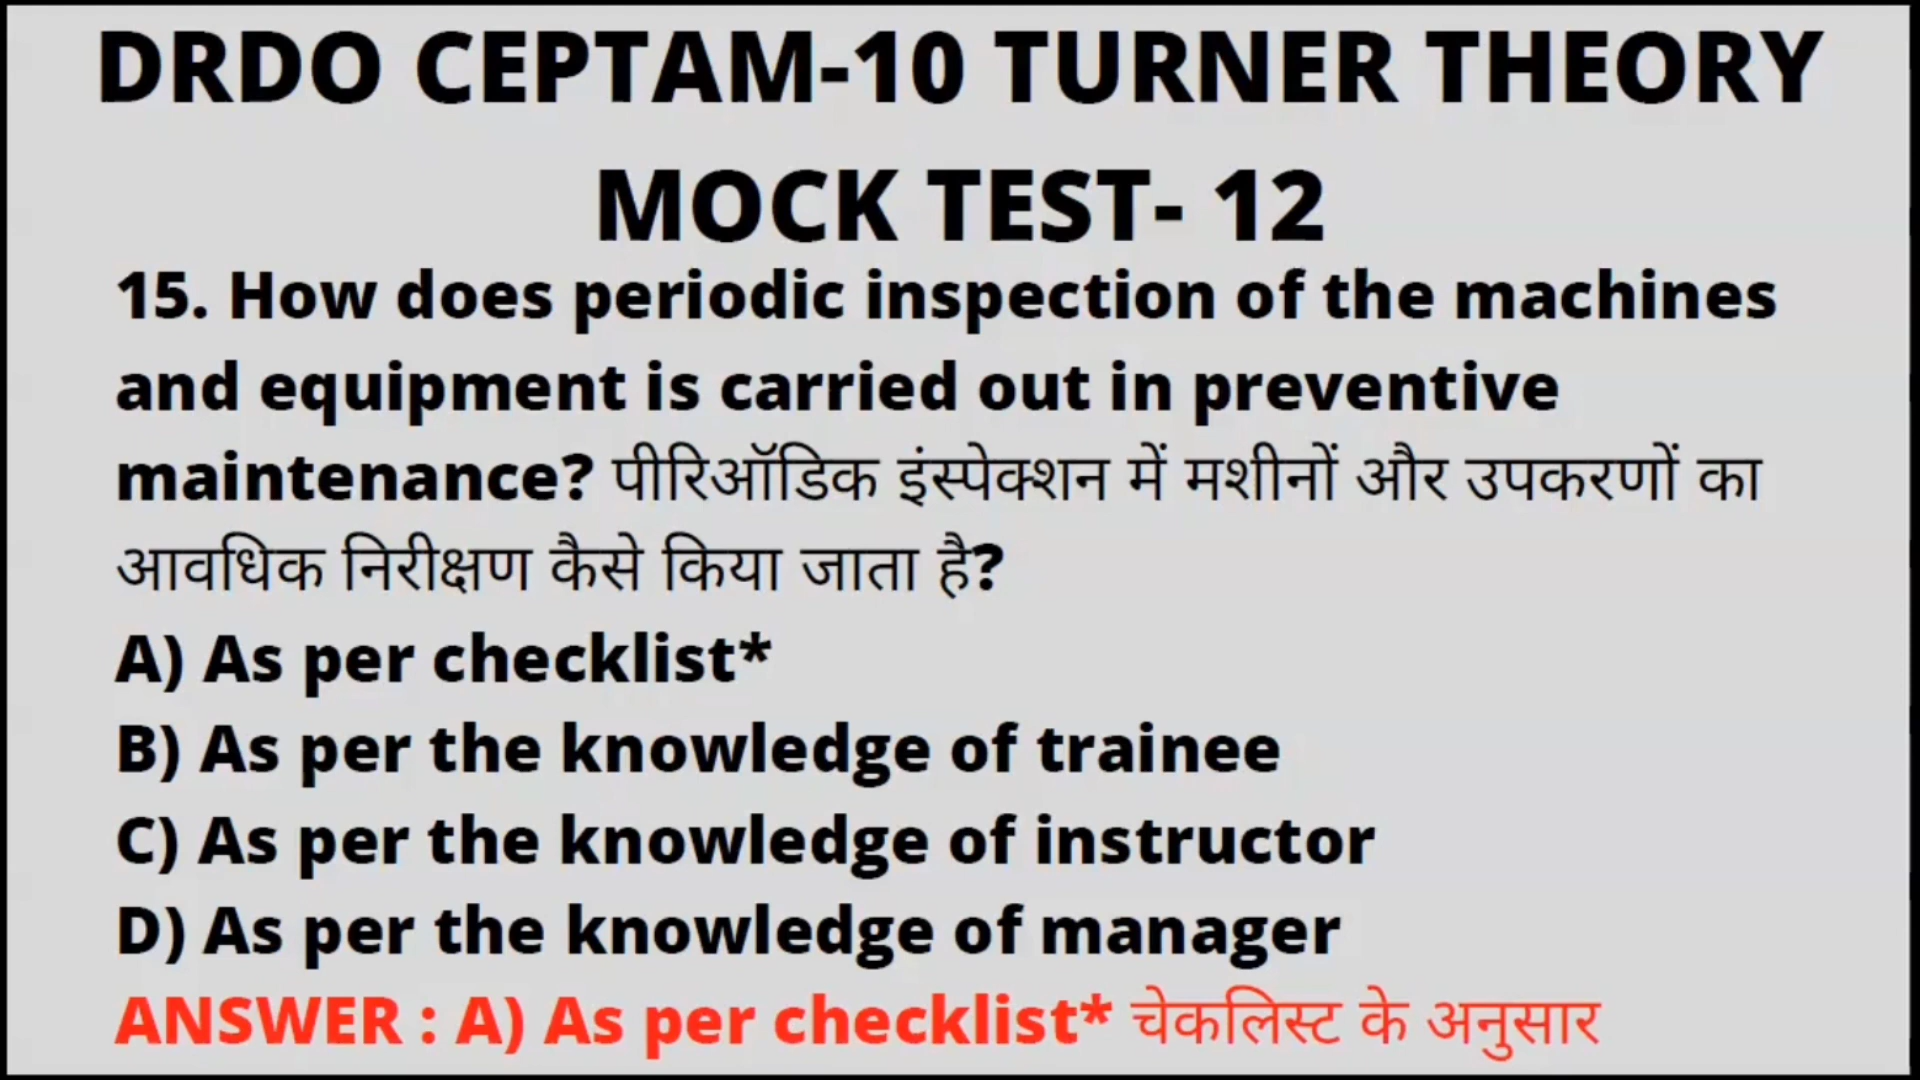 DRDO CEPTAM-10 TURNER THEORY
MOCK TEST- 12
15. How does periodic inspection of the machines
and equipment is carried out in preventive
maintenance? पीरिऑडिक इंस्पेक्शन में मशीनों और उपकरणों का
आवधिक निरीक्षण कैसे किया जाता है?
A) As per checklist*
B) As per the knowledge of trainee
C) As per the knowledge of instructor
D) As per the knowledge of manager
ANSWER : A) As per checklist* चेकलिस्ट के अनुसार